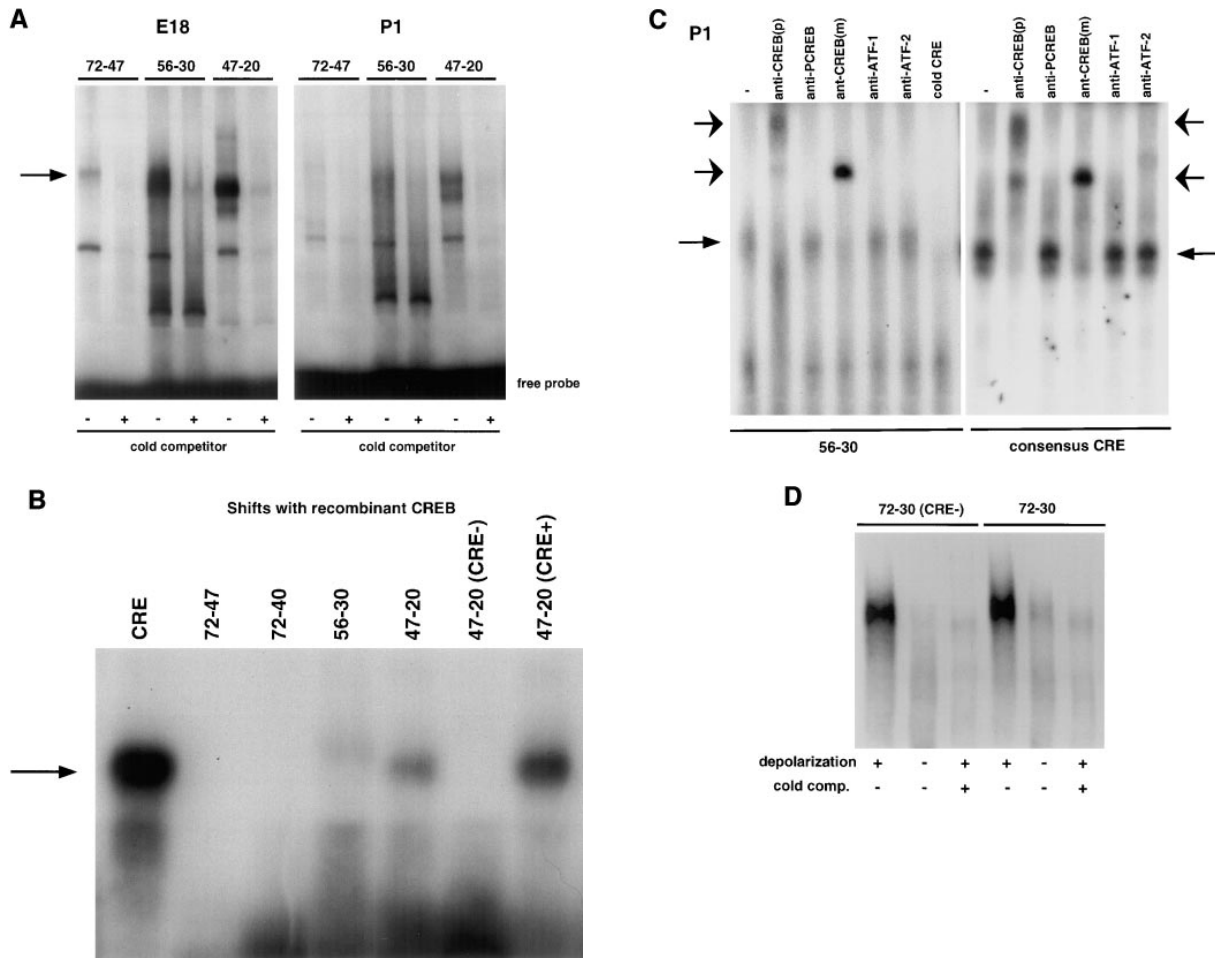 A
E18
P1
72-47 56-30 47-20
72-47 56-30 47-20
free probe
- + - + - +
- + - + - +
cold competitor
cold competitor
C
P1
-
anti-CREB(p)
anti-PCREB
ant-CREB(m)
anti-ATF-1
anti-ATF-2
cold CRE
-
anti-CREB(p)
anti-PCREB
ant-CREB(m)
anti-ATF-1
anti-ATF-2
56-30
consensus CRE
B
Shifts with recombinant CREB
CRE
72-47
72-40
56-30
47-20
47-20 (CRE-)
47-20 (CRE+)
D
72-30 (CRE-) 72-30
depolarization + - + + - +
cold comp. - - + - - +